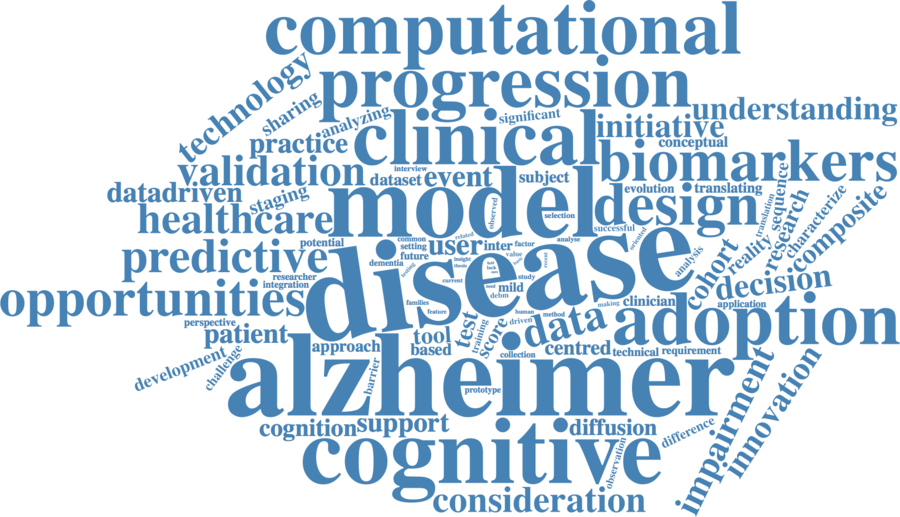 computational
progression
technology
sharing
analyzing
significant
understanding
clinical
initiative
conceptual
practice
biomarkers
validation
interview
dataset
event
subject
evolution
translating
datadriven
staging
model
observed
selection
design
translation
sequence
research
characterize
composite
healthcare
successful
oriented
predictive
potential
common
setting
future
related
user
inter
factor
value
analyse
analysis
cohort
reality
decision
researcher
integration
dementia
testing
insight
current
study
mild
debm
disease
opportunities
families
feature
making
clinician
application
adoption
perspective
patient
tool
based
test
training
score
driven
human
method
data
approach
centred
technical
requirement
collection
development
challenge
barrier
alzheimer
prototype
impairment
innovation
cognition
support
diffusion
difference
observation
cognitive
consideration